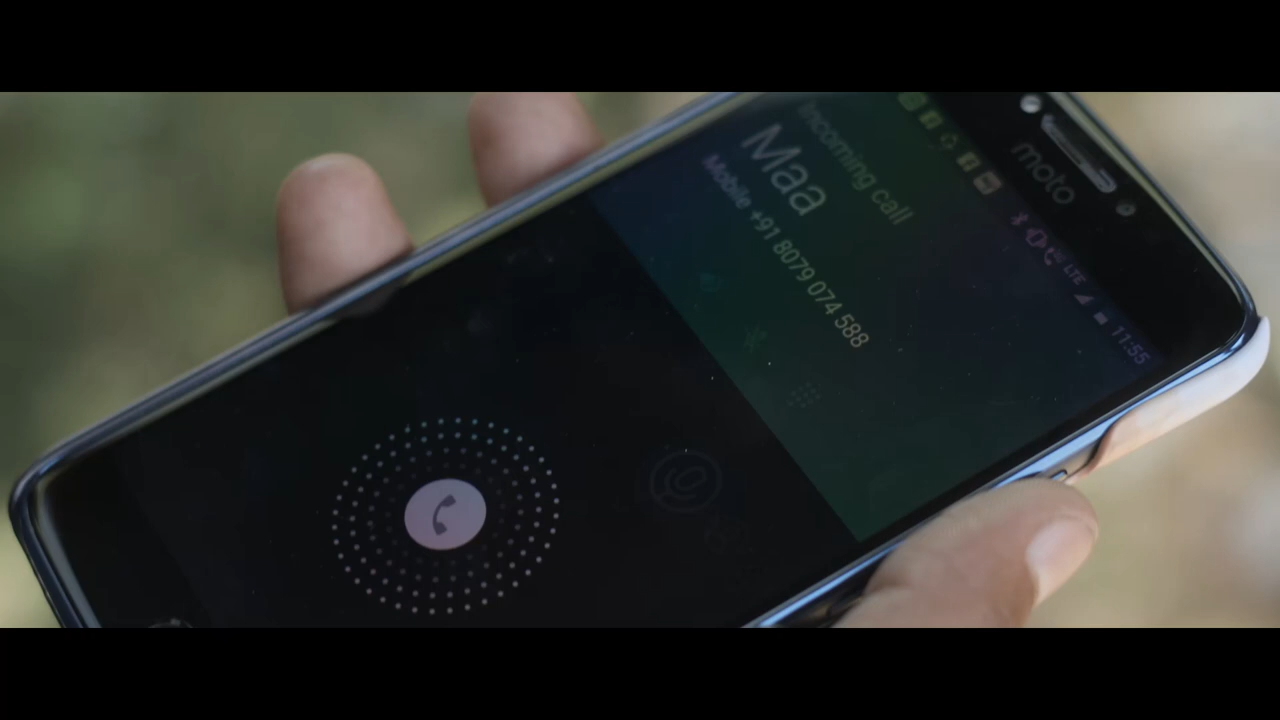 moto
LTE 11:55
Incoming call
Maa
Mobile +91 8079 074 588